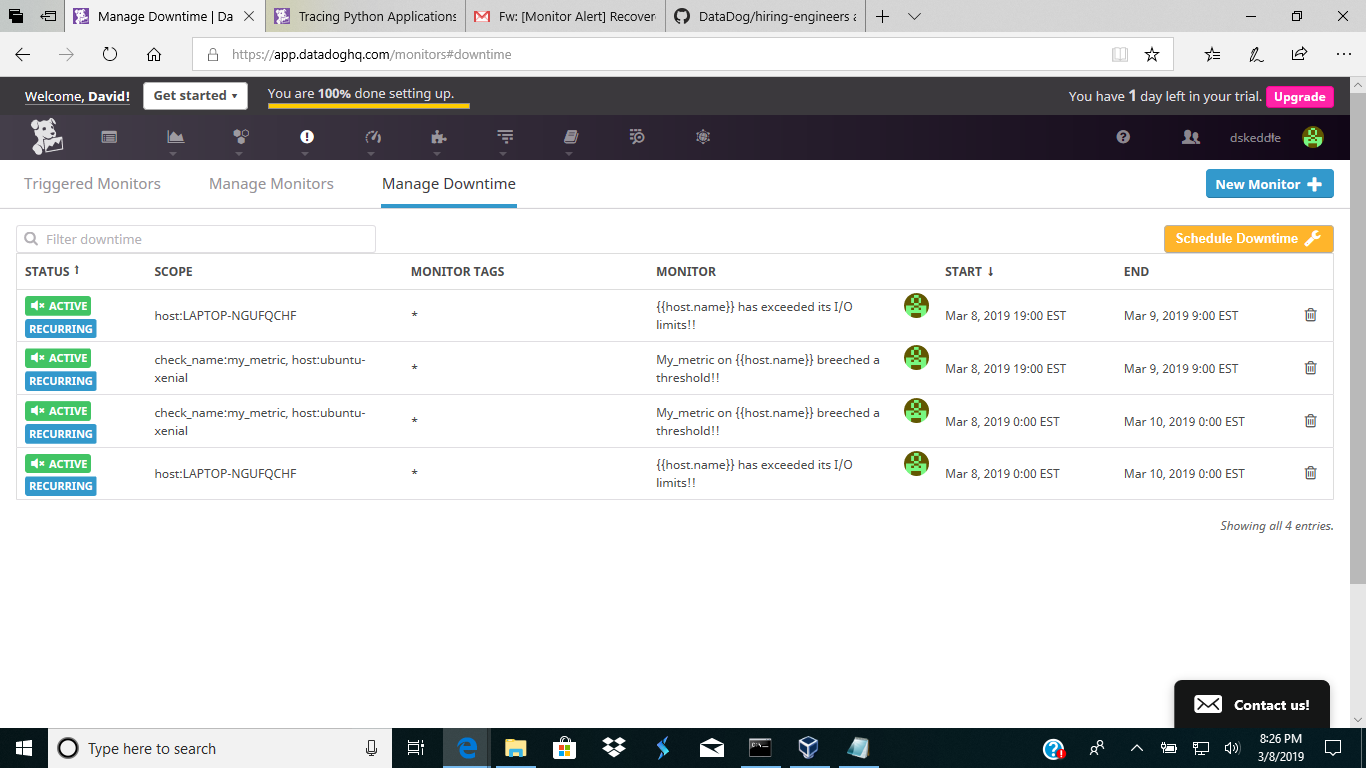 Manage Downtime | Da
Tracing Python Applications
Fw: [Monitor Alert] Recover
DataDog/hiring-engineers a
https://app.datadoghq.com/monitors#downtime
Welcome, David!
Get started
You are 100% done setting up.
You have 1 day left in your trial.
Upgrade
dskeddle
Triggered Monitors
Manage Monitors
Manage Downtime
New Monitor
Filter downtime
Schedule Downtime
STATUS SCOPE MONITOR TAGS MONITOR START END
ACTIVE
RECURRING
host:LAPTOP-NGUFQCHF
*
{{host.name}} has exceeded its I/O
limits!!
Mar 8, 2019 19:00 EST
Mar 9, 2019 9:00 EST
ACTIVE
RECURRING
check_name:my_metric, host:ubuntu-
xenial
*
My_metric on {{host.name}} breeched a
threshold!!
Mar 8, 2019 19:00 EST
Mar 9, 2019 9:00 EST
ACTIVE
RECURRING
check_name:my_metric, host:ubuntu-
xenial
*
My_metric on {{host.name}} breeched a
threshold!!
Mar 8, 2019 0:00 EST
Mar 10, 2019 0:00 EST
ACTIVE
RECURRING
host:LAPTOP-NGUFQCHF
*
{{host.name}} has exceeded its I/O
limits!!
Mar 8, 2019 0:00 EST
Mar 10, 2019 0:00 EST
Showing all 4 entries.
Contact us!
Type here to search
8:26 PM
3/8/2019